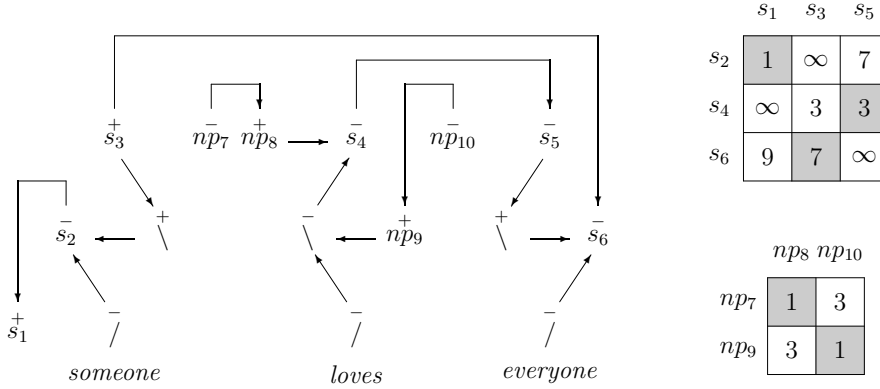 s₁ s₃ s₅
s₂ 1 ∞ 7
s₄ ∞ 3 3
s₆ 9 7 ∞
+ − + − − −
s₃ np₇ np₈ s₄ np₁₀ s₅
− + − + + −
s₂ \ \ np₉ \ s₆
np₈ np₁₀
np₇ 1 3
np₉ 3 1
+ − − −
s₁ / / /
someone loves everyone